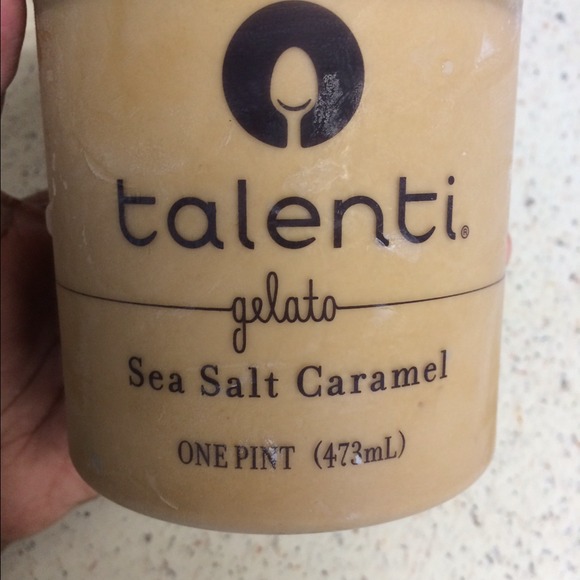 talenti®
gelato
Sea Salt Caramel
ONE PINT (473mL)